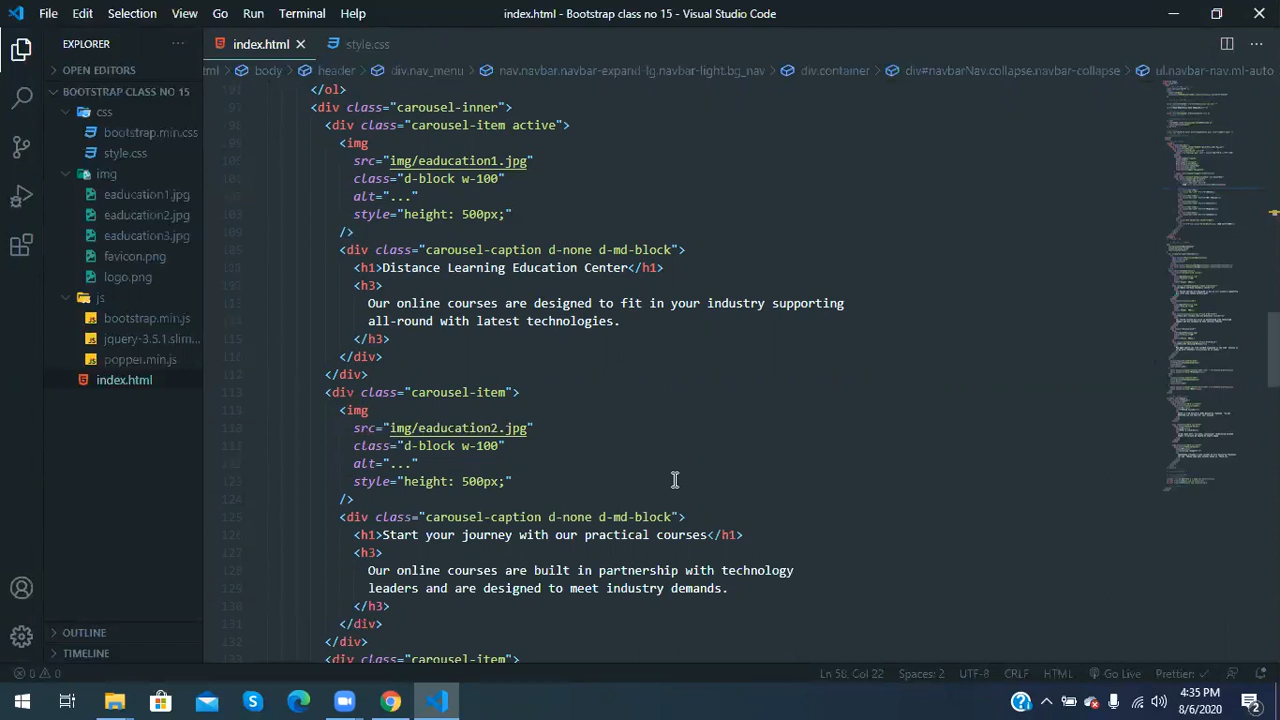 File Edit Selection View Go Run Terminal Help index.html - Bootstrap class no 15 - Visual Studio Code
EXPLORER
index.html
style.css
OPEN EDITORS
BOOTSTRAP CLASS NO 15
css
bootstrap.min.css
style.css
img
eaducation1.jpg
eaducation2.jpg
eaducation3.jpg
favicon.png
logo.png
js
bootstrap.min.js
jquery-3.5.1.slim...
popper.min.js
index.html
OUTLINE
TIMELINE
body header div.nav_menu nav.navbar.navbar-expand-lg.navbar-light.bg_nav div.container div#navbarNav.collapse.navbar-collapse ul.navbar-nav.ml-auto
</ol>
<div class="carousel-inner">
<div class="carousel-item active">
<img
src="img/eaducation1.jpg"
class="d-block w-100"
alt="..."
style="height: 500px;"
/>
<div class="carousel-caption d-none d-md-block">
<h1>Distance Learing Education Center</h1>
<h3>
Our online courses are designed to fit in your industry supporting
all-round with latest technologies.
</h3>
</div>
</div>
<div class="carousel-item">
<img
src="img/eaducation2.jpg"
class="d-block w-100"
alt="..."
style="height: 500px;"
/>
<div class="carousel-caption d-none d-md-block">
<h1>Start your journey with our practical courses</h1>
<h3>
Our online courses are built in partnership with technology
leaders and are designed to meet industry demands.
</h3>
</div>
</div>
<div class="carousel-item">
Ln 58, Col 22 Spaces: 2 UTF-8 CRLF HTML Go Live Prettier: ✓
4:35 PM
8/6/2020